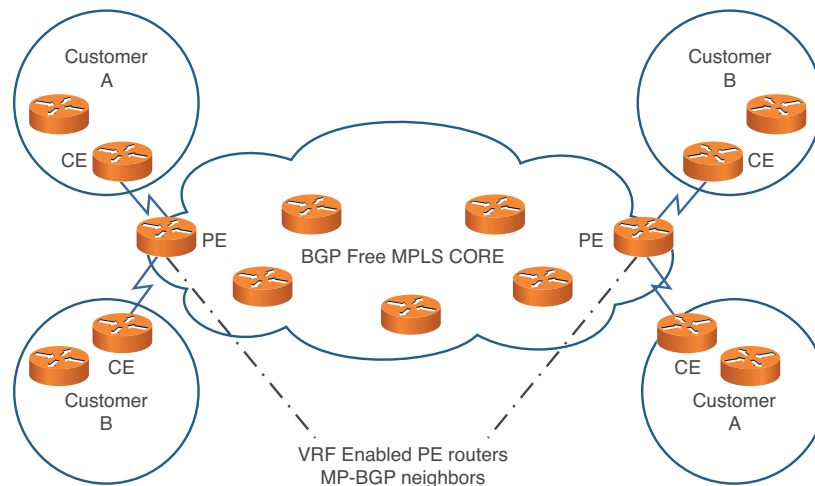 Customer
A
CE
Customer
B
CE
PE
BGP Free MPLS CORE
PE
CE
Customer
B
CE
Customer
A
VRF Enabled PE routers
MP-BGP neighbors